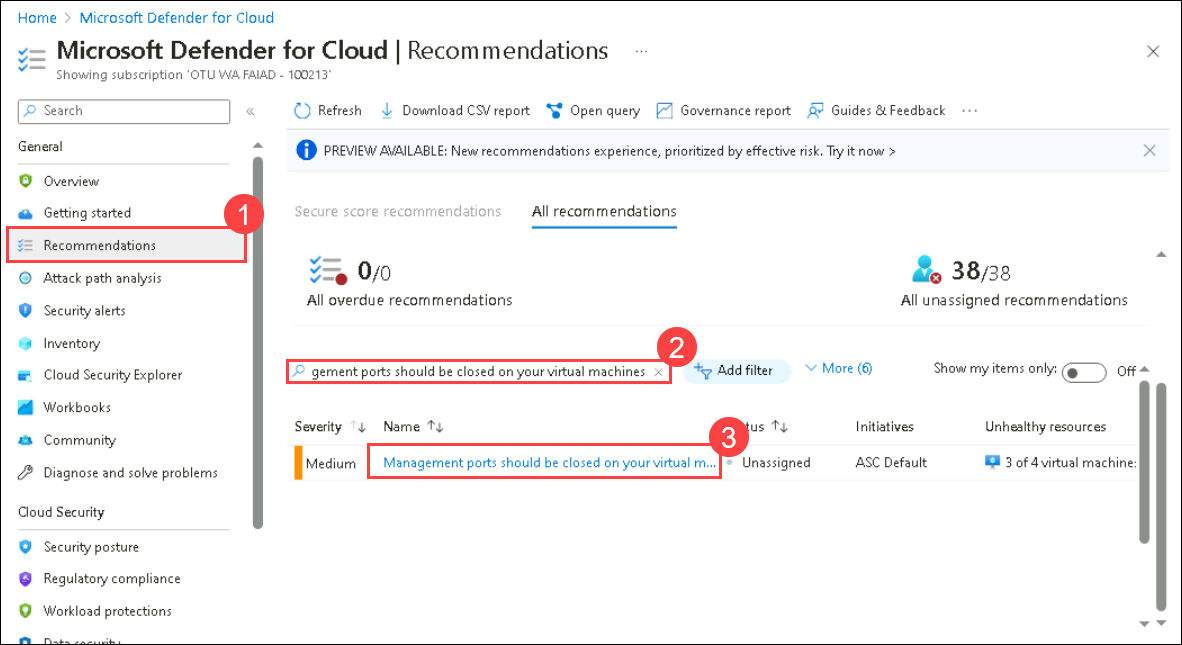 Home > Microsoft Defender for Cloud
Microsoft Defender for Cloud | Recommendations ...
Showing subscription 'OTU WA FAIAD - 100213'
Search «
Refresh Download CSV report Open query Governance report Guides & Feedback ...
General
PREVIEW AVAILABLE: New recommendations experience, prioritized by effective risk. Try it now >
Overview
Getting started
1
Recommendations
Attack path analysis
Security alerts
Inventory
Cloud Security Explorer
Workbooks
Community
Diagnose and solve problems
Cloud Security
Security posture
Regulatory compliance
Workload protections
Data security
Secure score recommendations All recommendations
0/0
All overdue recommendations
38/38
All unassigned recommendations
2
gement ports should be closed on your virtual machines
Add filter More (6) Show my items only: Off
3
Severity Name tus Initiatives Unhealthy resources
Medium Management ports should be closed on your virtual m... Unassigned ASC Default 3 of 4 virtual machine: